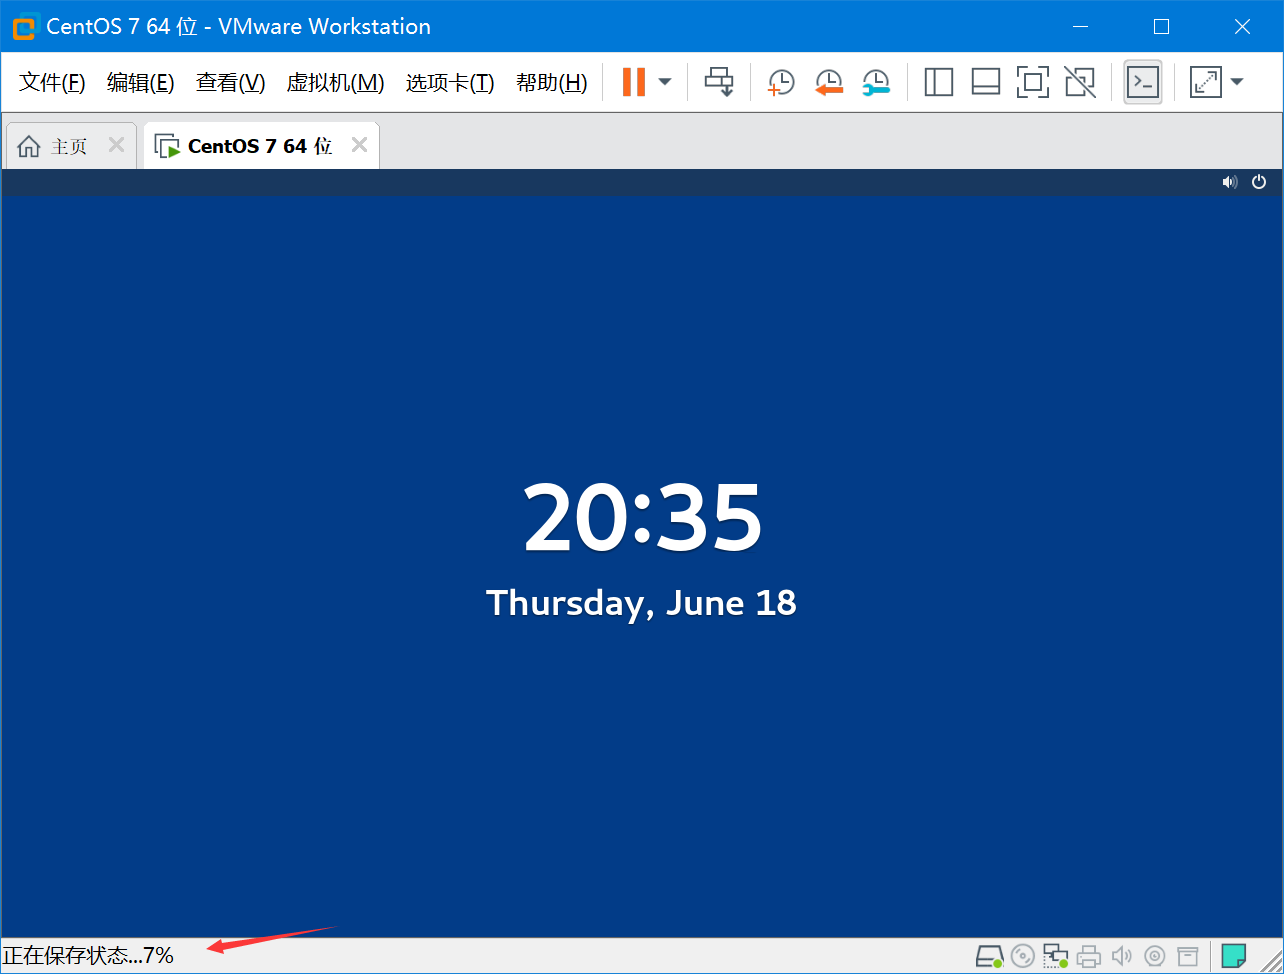 CentOS 7 64 位 - VMware Workstation
文件(F) 编辑(E) 查看(V) 虚拟机(M) 选项卡(T) 帮助(H)
主页 CentOS 7 64 位
20:35
Thursday, June 18
正在保存状态...7%